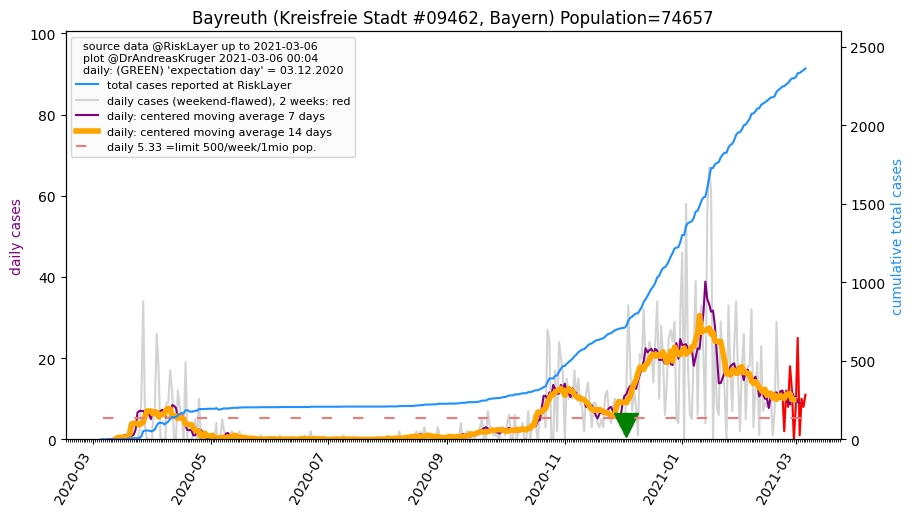 Bayreuth (Kreisfreie Stadt #09462, Bayern) Population=74657
source data @RiskLayer up to 2021-03-06
plot @DrAndreasKruger 2021-03-06 00:04
daily: (GREEN) 'expectation day' = 03.12.2020
total cases reported at RiskLayer
daily cases (weekend-flawed), 2 weeks: red
daily: centered moving average 7 days
daily: centered moving average 14 days
daily 5.33 =limit 500/week/1mio pop.
daily cases
100
80
60
40
20
0
cumulative total cases
2500
2000
1500
1000
500
0
2020-03
2020-05
2020-07
2020-09
2020-11
2021-01
2021-03